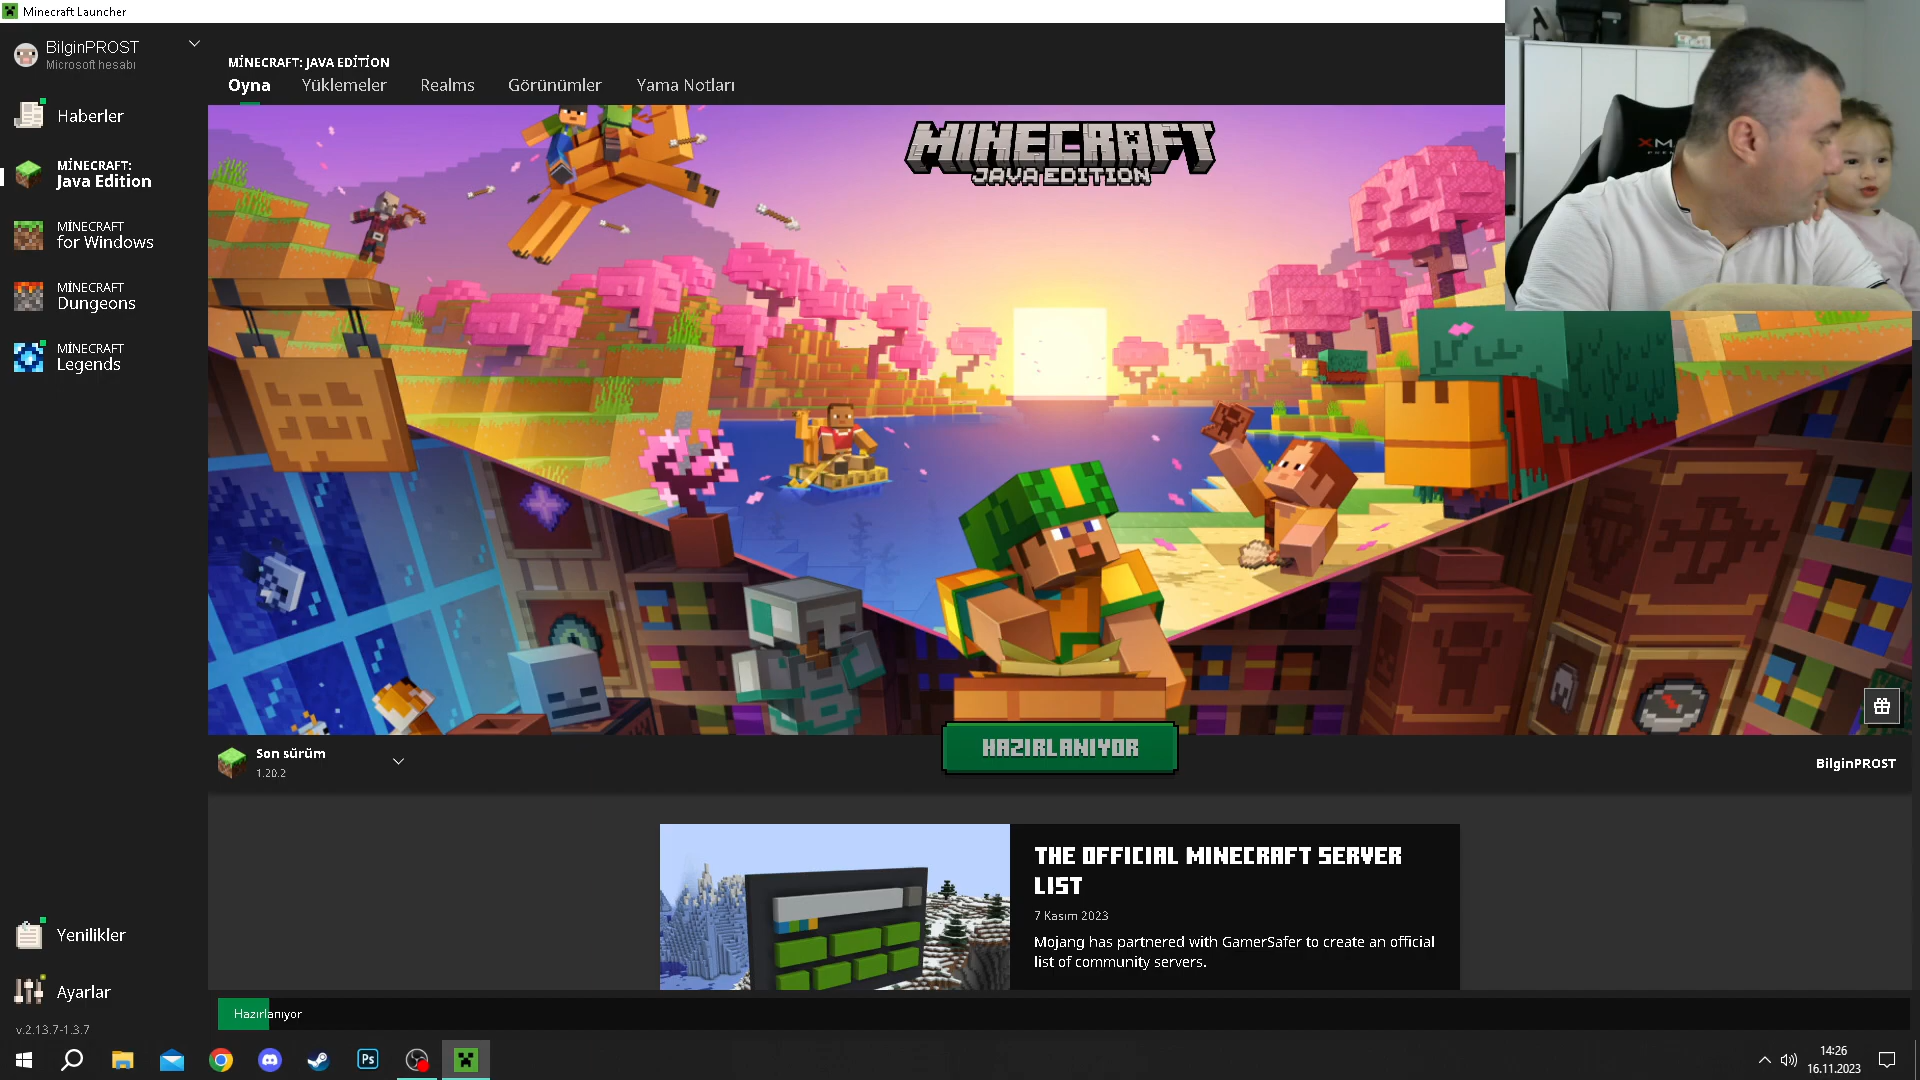 Minecraft Launcher
BilginPROST
Microsoft hesabı
Haberler
MİNECRAFT:
Java Edition
MİNECRAFT
for Windows
MİNECRAFT
Dungeons
MİNECRAFT
Legends
Yenilikler
Ayarlar
v.2.13.7-1.3.7
MİNECRAFT: JAVA EDİTİON
Oyna Yüklemeler Realms Görünümler Yama Notları
MINECRAFT
JAVA EDITION
Son sürüm
1.20.2
HAZIRLANIYOR
BilginPROST
THE OFFICIAL MINECRAFT SERVER
LIST
7 Kasım 2023
Mojang has partnered with GamerSafer to create an official
list of community servers.
Hazırlanıyor
Ps
14:26
16.11.2023